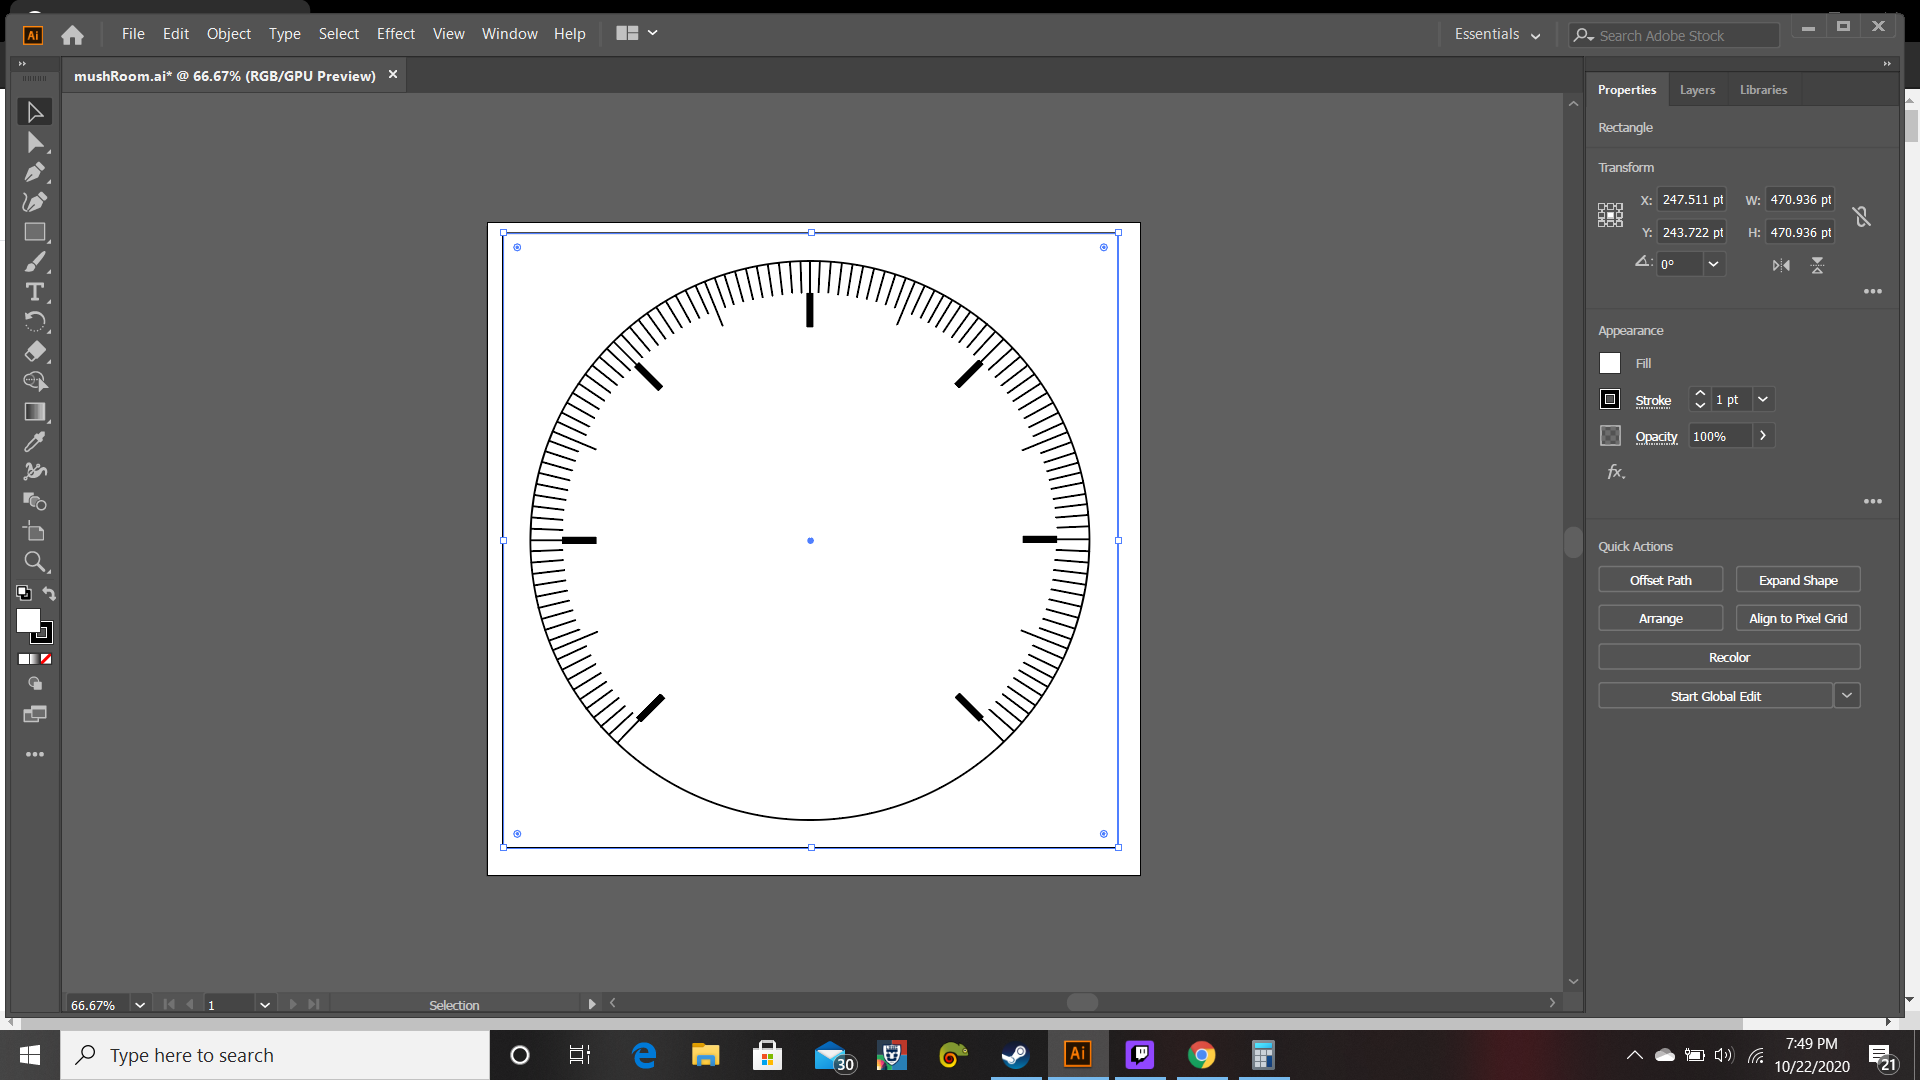 Ai File Edit Object Type Select Effect View Window Help Essentials Search Adobe Stock
mushRoom.ai* @ 66.67% (RGB/GPU Preview) ×
Properties Layers Libraries
Rectangle
Transform
X: 247.511 pt W: 470.936 pt
Y: 243.722 pt H: 470.936 pt
0°
Appearance
Fill
Stroke 1 pt
Opacity 100%
fx.
Quick Actions
Offset Path Expand Shape
Arrange Align to Pixel Grid
Recolor
Start Global Edit
T
66.67% 1 Selection
Type here to search 30 Ai 7:49 PM
10/22/2020 21